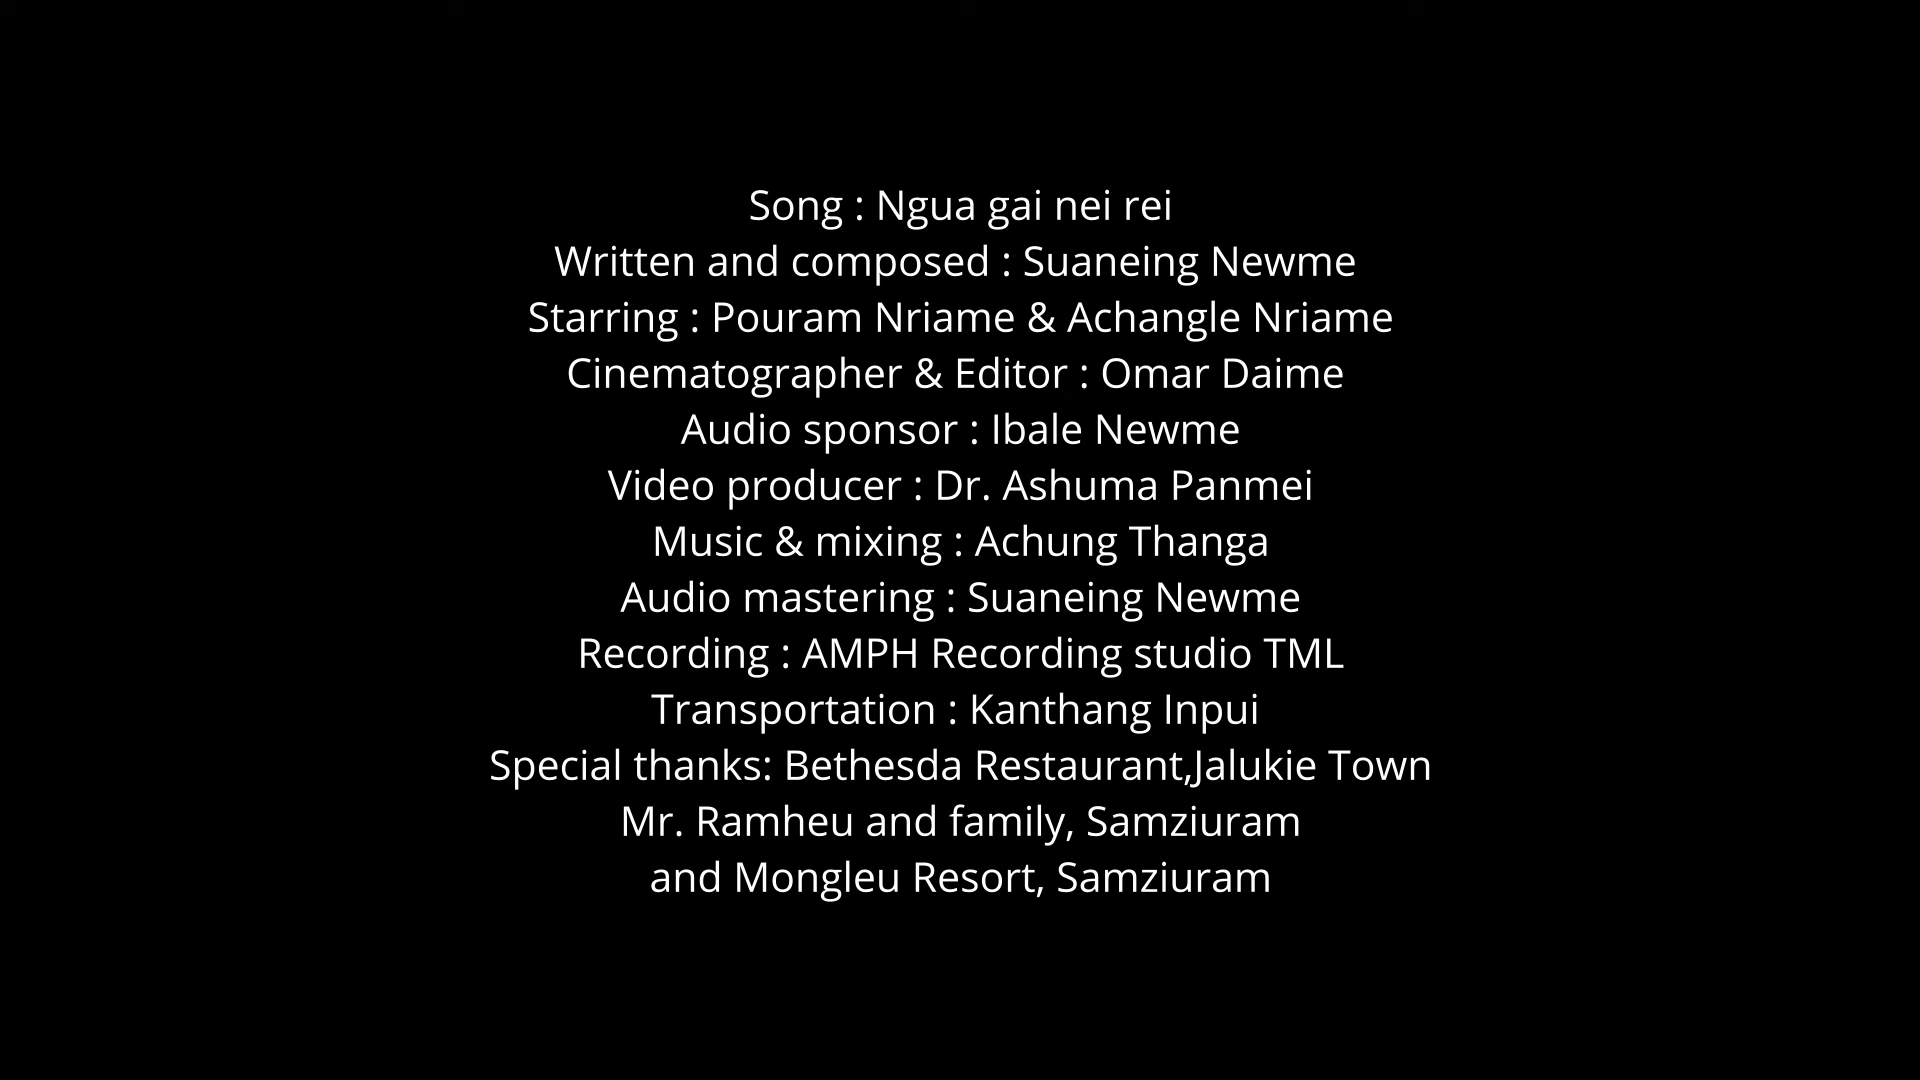 Song : Ngua gai nei rei
Written and composed : Suaneing Newme
Starring : Pouram Nriame & Achangle Nriame
Cinematographer & Editor : Omar Daime
Audio sponsor : Ibale Newme
Video producer : Dr. Ashuma Panmei
Music & mixing : Achung Thanga
Audio mastering : Suaneing Newme
Recording : AMPH Recording studio TML
Transportation : Kanthang Inpui
Special thanks: Bethesda Restaurant,Jalukie Town
Mr. Ramheu and family, Samziuram
and Mongleu Resort, Samziuram